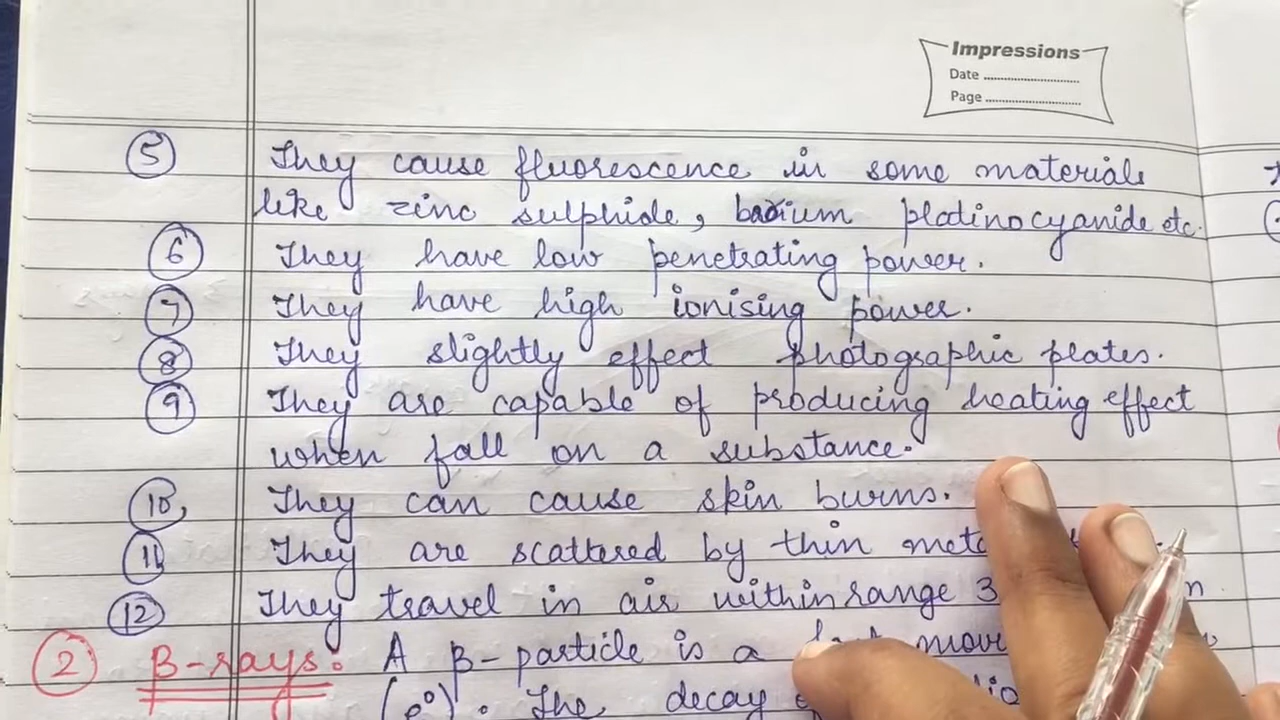 Impressions
Date
Page
5 They cause fluorescence in some materials
like zinc sulphide, barium platinocyanide etc.
6 They have low penetrating power.
7 They have high ionising power.
8 They slightly effect photographic plates.
9 They are capable of producing heating effect
when fall on a substance.
10, They can cause skin burns.
11 They are scattered by thin
12 They travel in air within range 3
2 β-rays: A β-particle is a
The decay